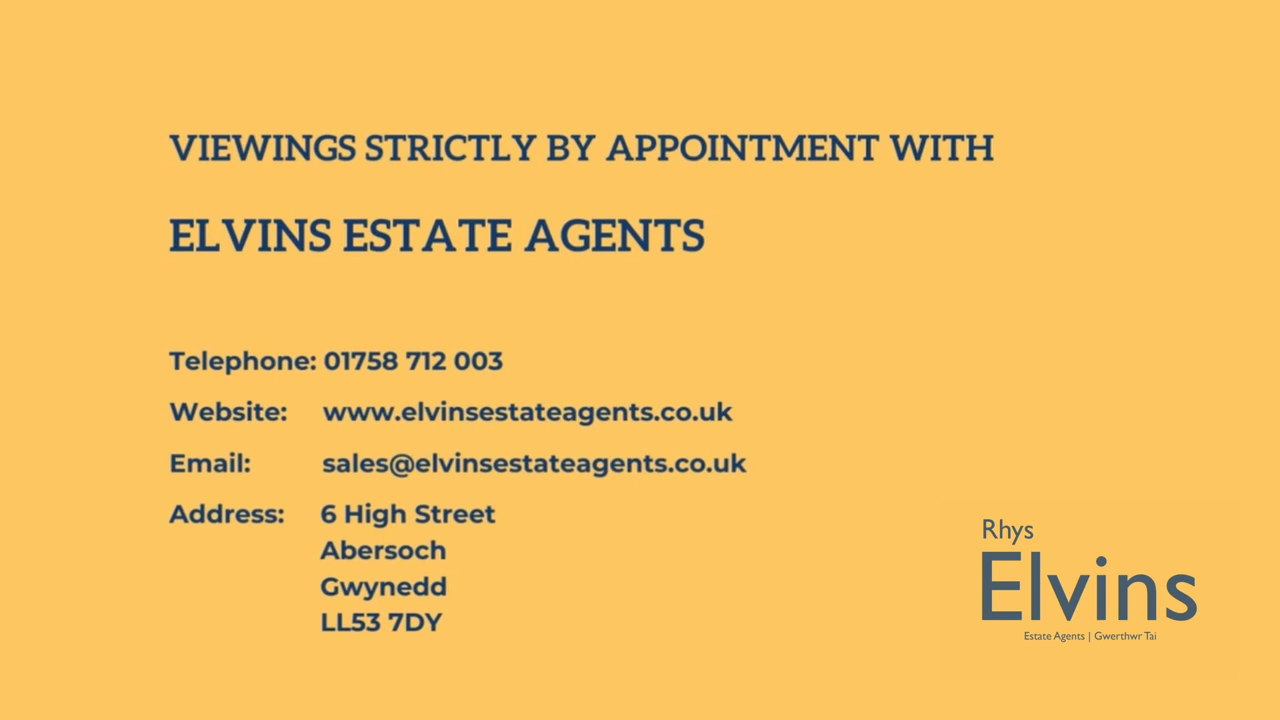 VIEWINGS STRICTLY BY APPOINTMENT WITH
ELVINS ESTATE AGENTS
Telephone: 01758 712 003
Website: www.elvinsestateagents.co.uk
Email: sales@elvinsestateagents.co.uk
Address: 6 High Street
Abersoch
Gwynedd
LL53 7DY
Rhys
Elvins
Estate Agents | Gwerthwr Tai